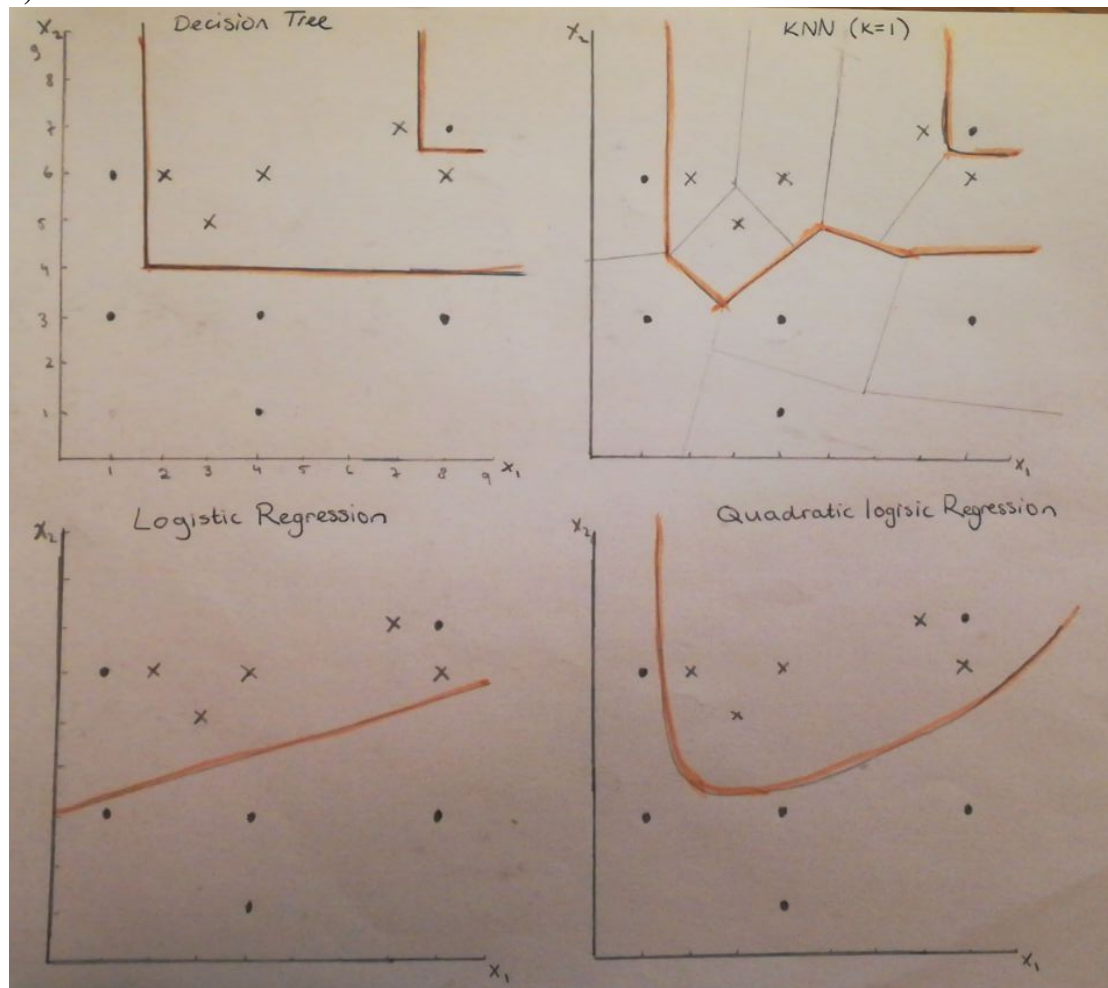 Decision Tree
X₂
9
8
7
6
5
4
3
2
1
1 2 3 4 5 6 7 8 9 X₁
KNN (K=1)
X₂
X₁
Logistic Regression
X₂
X₁
Quadratic logisic Regression
X₂
X₁